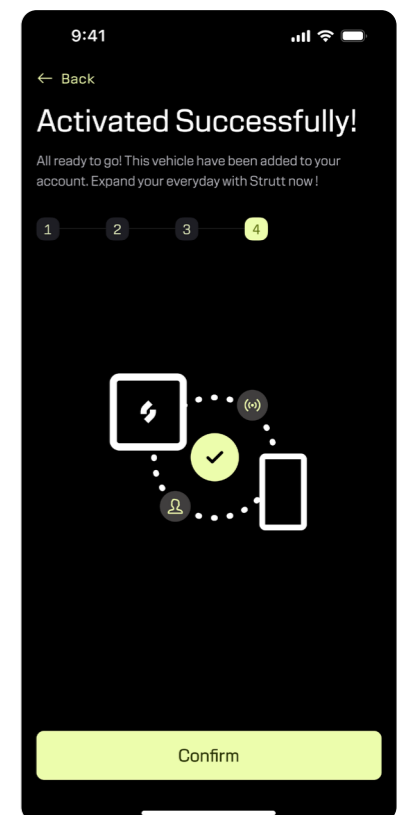 9:41
← Back
Activated Successfully!
All ready to go! This vehicle have been added to your
account. Expand your everyday with Strutt now !
1 2 3 4
Confirm